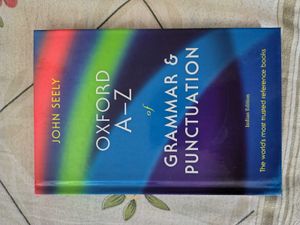 JOHN SEELY
OXFORD
A–Z
of
GRAMMAR &
PUNCTUATION
Indian Edition
The world's most trusted reference books